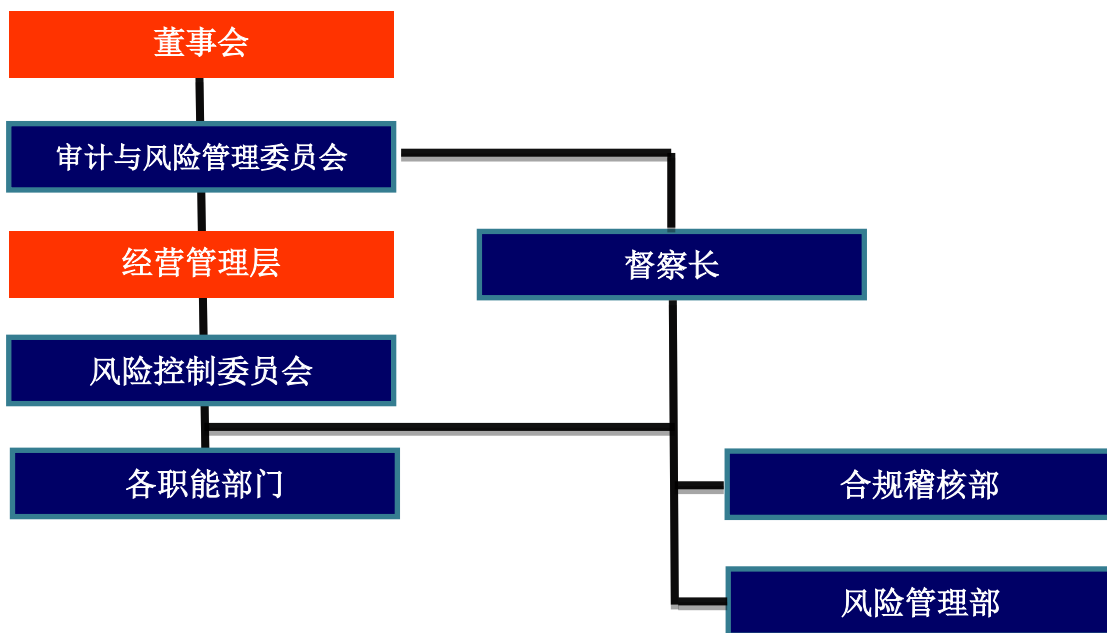 董事会
审计与风险管理委员会
经营管理层
督察长
风险控制委员会
各职能部门
合规稽核部
风险管理部